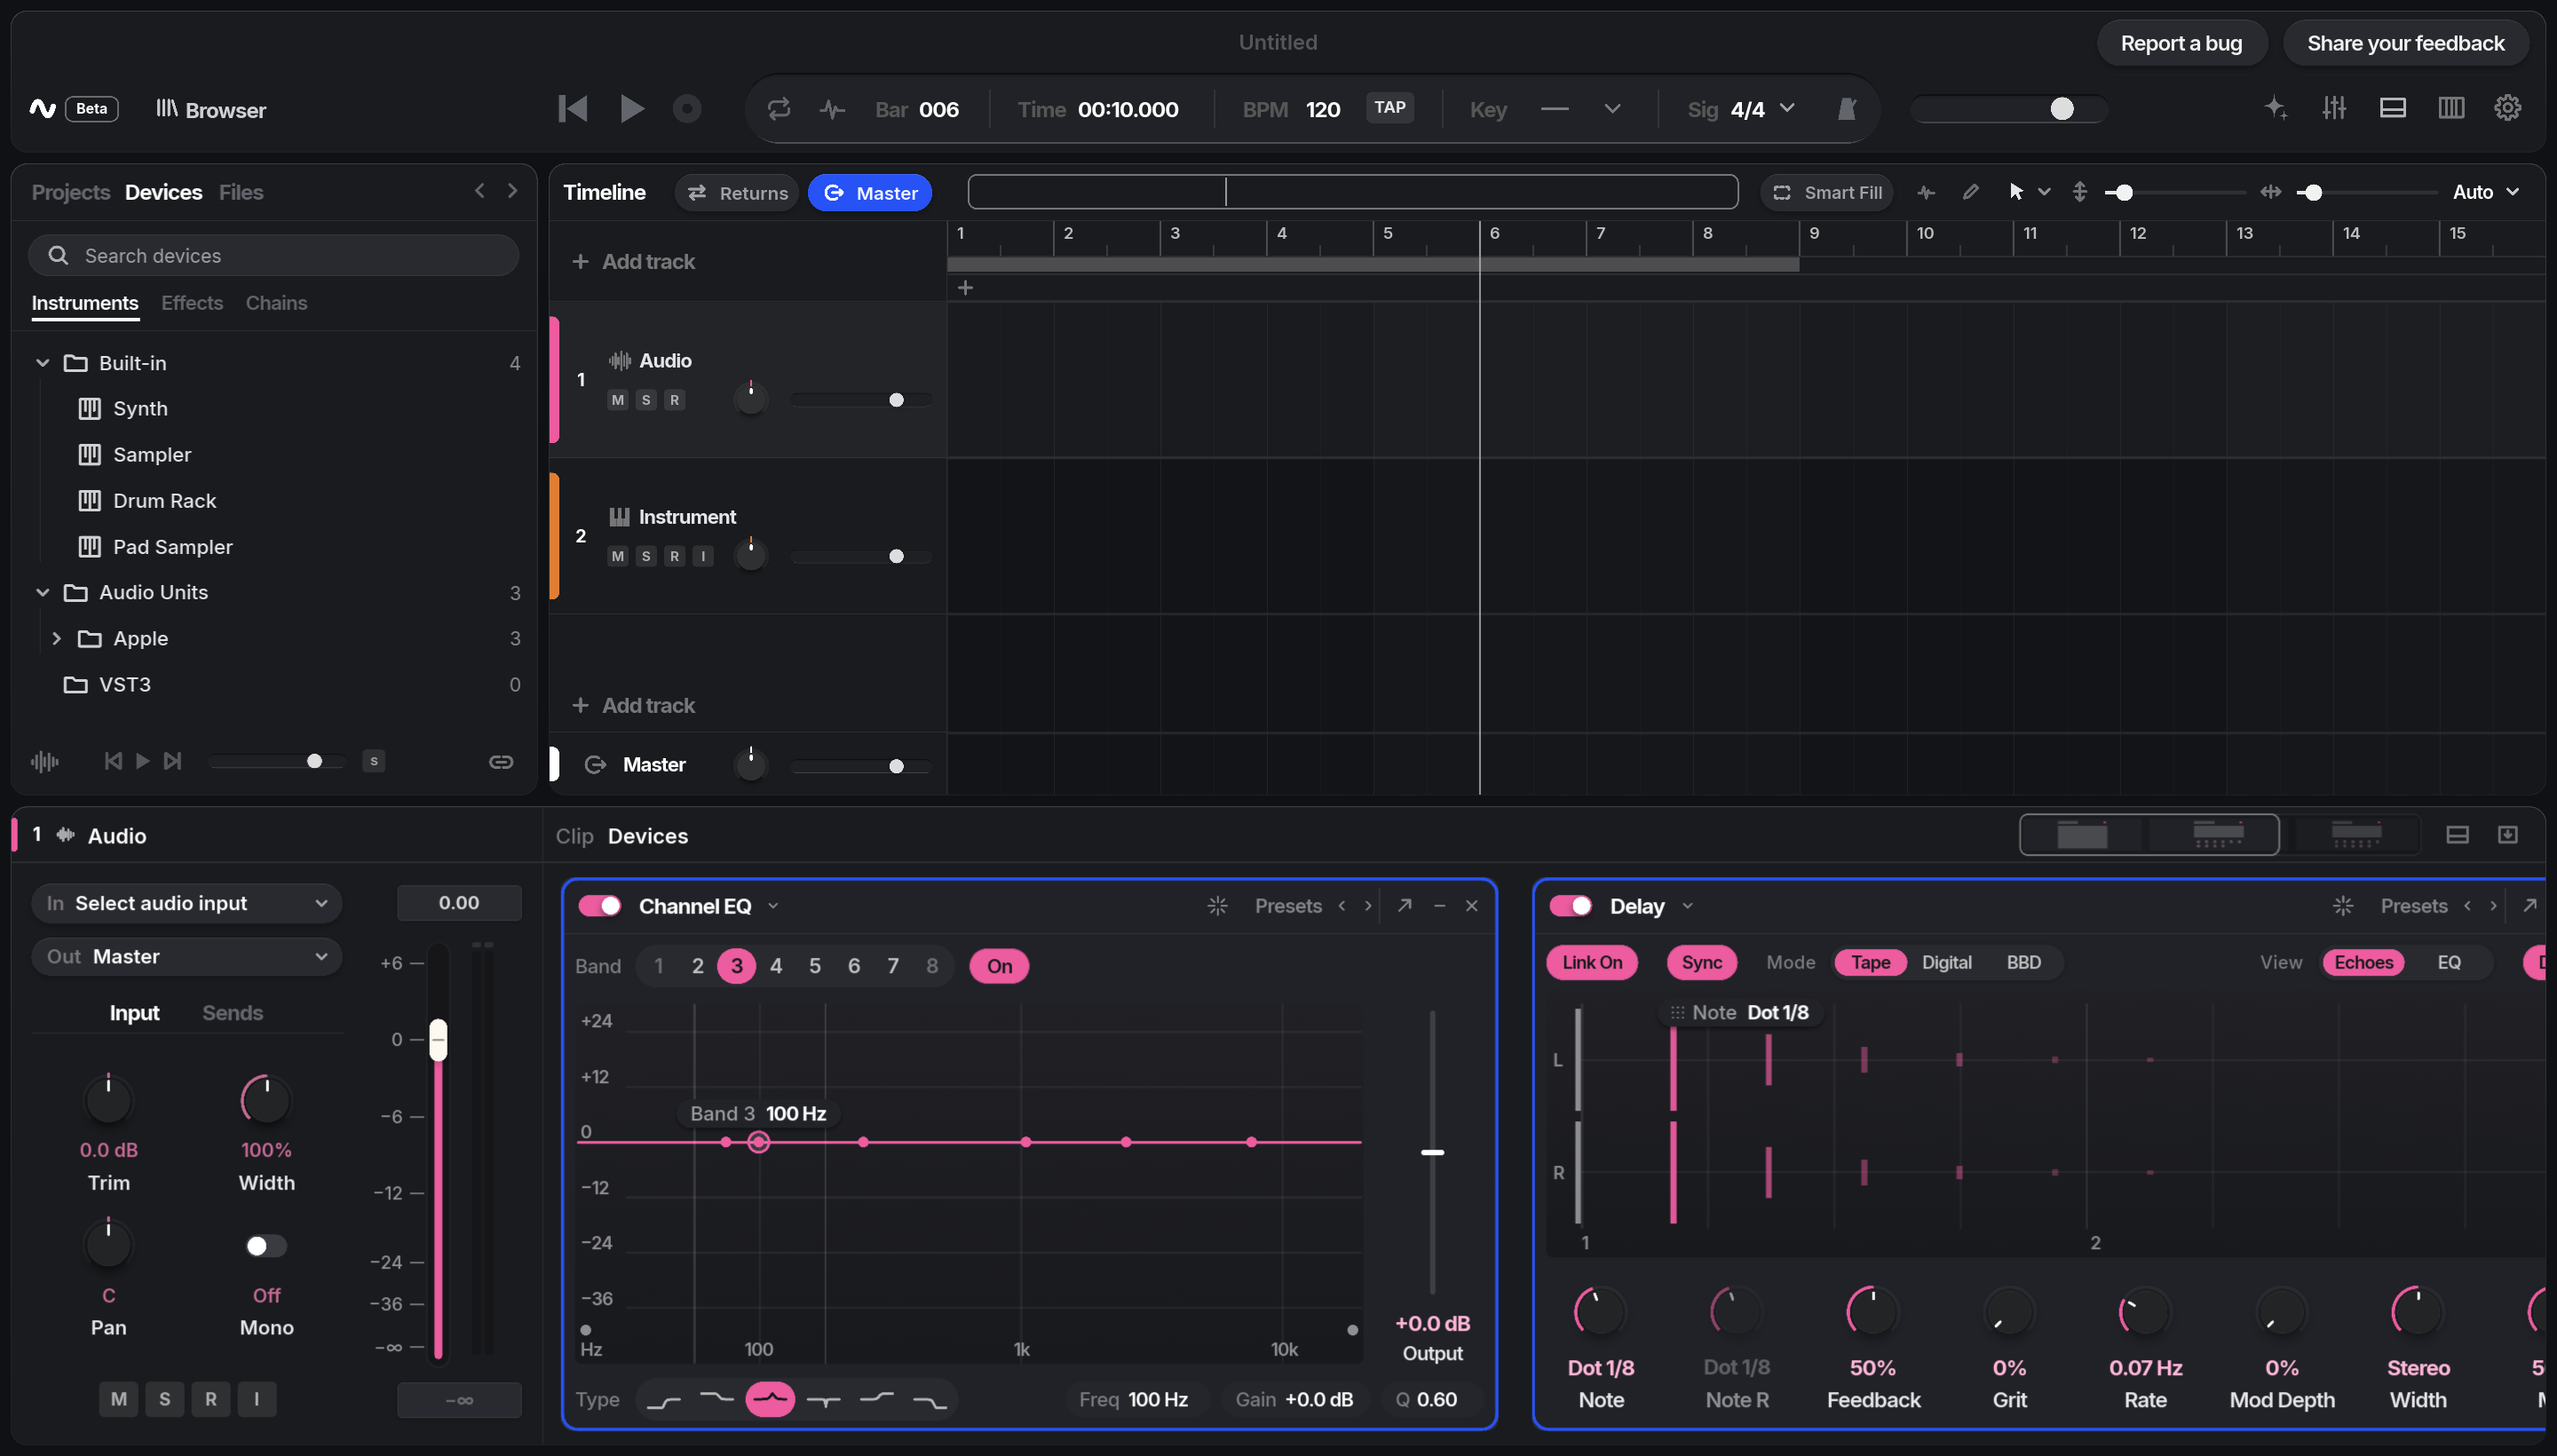 Untitled
Report a bug
Share your feedback
Beta
Browser
Bar 006
Time 00:10.000
BPM 120 TAP
Key —
Sig 4/4
Projects Devices Files
Search devices
Instruments Effects Chains
Built-in 4
Synth
Sampler
Drum Rack
Pad Sampler
Audio Units 3
Apple 3
VST3 0
S
Timeline Returns Master
Smart Fill
Auto
+ Add track
1 2 3 4 5 6 7 8 9 10 11 12 13 14 15
+
1 Audio
M S R
2 Instrument
M S R I
+ Add track
Master
1 Audio
In Select audio input
Out Master
Input Sends
0.0 dB
Trim
100%
Width
C
Pan
Off
Mono
M S R I
0.00
+6
0
−6
−12
−24
−36
−∞
−∞
Clip Devices
Channel EQ
Presets
Band 1 2 3 4 5 6 7 8 On
+24
+12
0
−12
−24
−36
Band 3 100 Hz
Hz 100 1k 10k
+0.0 dB
Output
Type
Freq 100 Hz
Gain +0.0 dB
Q 0.60
Delay
Presets
Link On Sync Mode Tape Digital BBD
View Echoes EQ
Note Dot 1/8
L
R
1 2
Dot 1/8
Note
Dot 1/8
Note R
50%
Feedback
0%
Grit
0.07 Hz
Rate
0%
Mod Depth
Stereo
Width